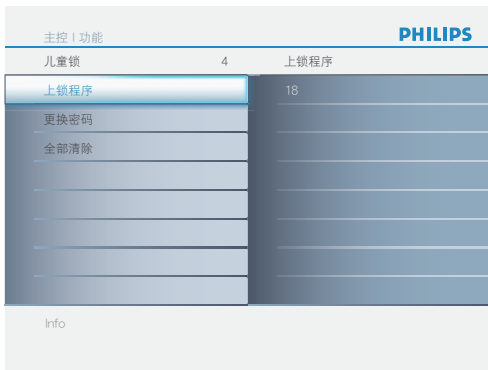 主控 | 功能
PHILIPS
儿童锁 4 上锁程序
上锁程序 18
更换密码
全部清除
Info